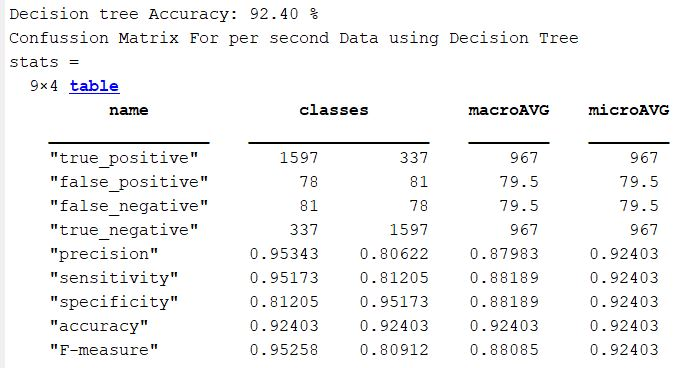 Decision tree Accuracy: 92.40 %
Confussion Matrix For per second Data using Decision Tree
stats =
9×4 table
name classes macroAVG microAVG
"true_positive" 1597 337 967 967
"false_positive" 78 81 79.5 79.5
"false_negative" 81 78 79.5 79.5
"true_negative" 337 1597 967 967
"precision" 0.95343 0.80622 0.87983 0.92403
"sensitivity" 0.95173 0.81205 0.88189 0.92403
"specificity" 0.81205 0.95173 0.88189 0.92403
"accuracy" 0.92403 0.92403 0.92403 0.92403
"F-measure" 0.95258 0.80912 0.88085 0.92403